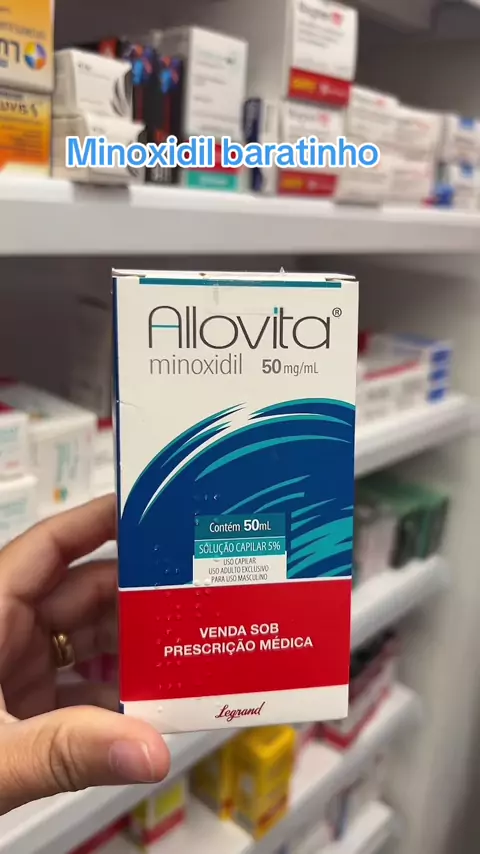 Minoxidil baratinho
Allovita®
minoxidil 50 mg/mL
Contém 50mL
SOLUÇÃO CAPILAR 5%
USO CAPILAR
USO ADULTO EXCLUSIVO
PARA USO MASCULINO
VENDA SOB
PRESCRIÇÃO MÉDICA
Legrand